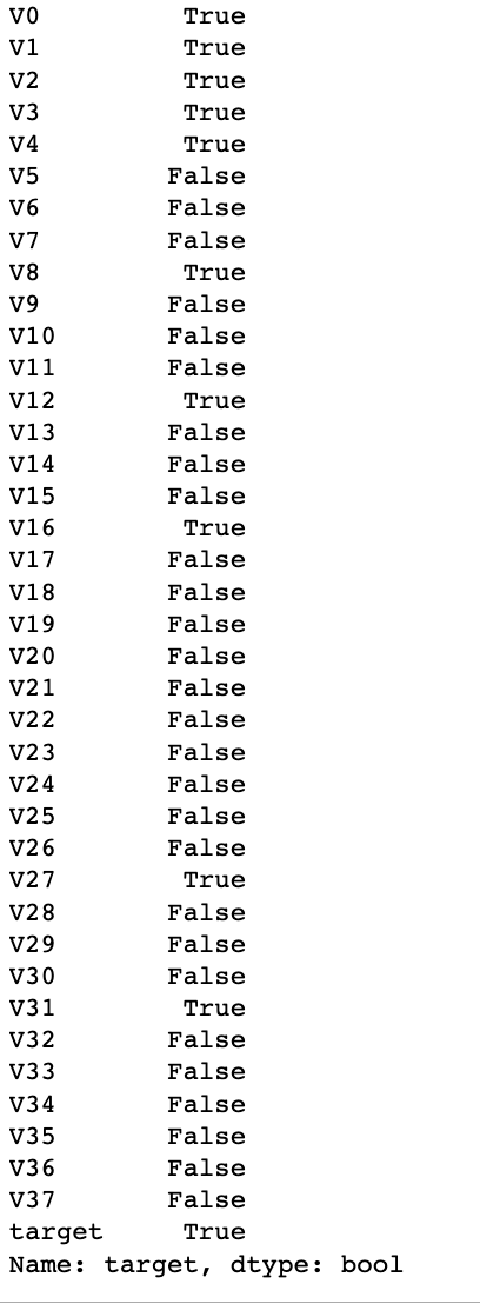 V0 True
V1 True
V2 True
V3 True
V4 True
V5 False
V6 False
V7 False
V8 True
V9 False
V10 False
V11 False
V12 True
V13 False
V14 False
V15 False
V16 True
V17 False
V18 False
V19 False
V20 False
V21 False
V22 False
V23 False
V24 False
V25 False
V26 False
V27 True
V28 False
V29 False
V30 False
V31 True
V32 False
V33 False
V34 False
V35 False
V36 False
V37 False
target True
Name: target, dtype: bool